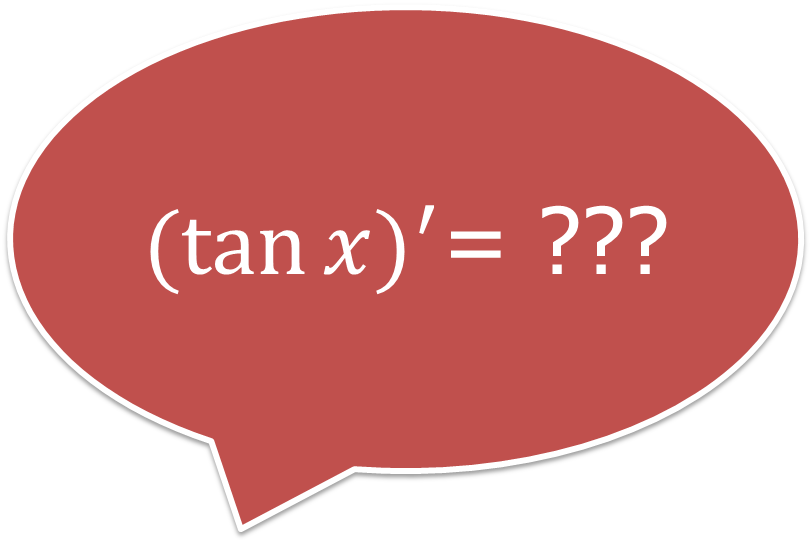 (tan x)′= ???